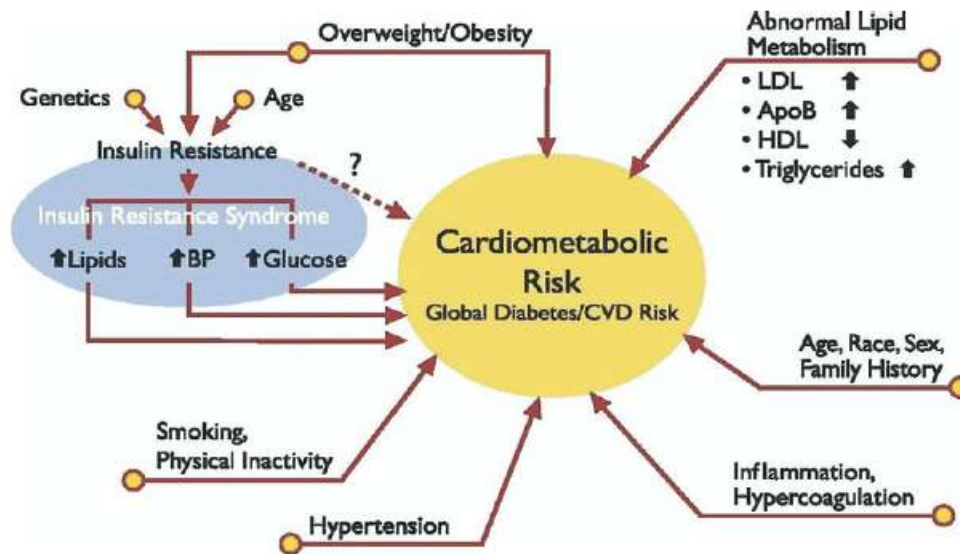 Overweight/Obesity
Abnormal Lipid
Metabolism
• LDL ⬆
• ApoB ⬆
• HDL ⬇
• Triglycerides ⬆
Genetics
Age
Insulin Resistance
?
Insulin Resistance Syndrome
⬆Lipids ⬆BP ⬆Glucose
Cardiometabolic
Risk
Global Diabetes/CVD Risk
Age, Race, Sex,
Family History
Smoking,
Physical Inactivity
Inflammation,
Hypercoagulation
Hypertension